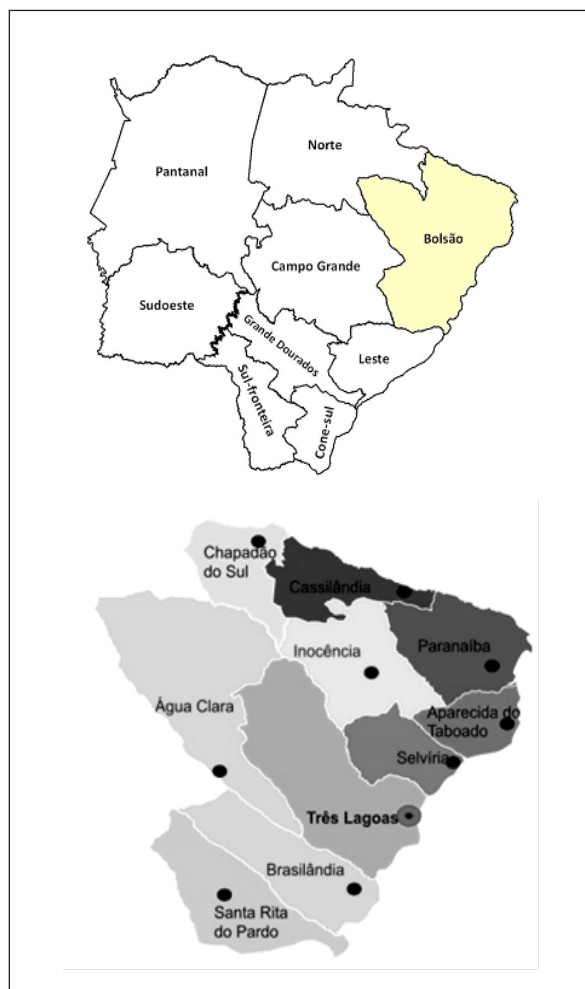 Norte
Pantanal
Bolsão
Campo Grande
Sudoeste
Grande Dourados
Leste
Sul-fronteira
Cone-sul
Chapadão
do Sul
Cassilândia
Inocência
Paranaíba
Água Clara
Aparecida do
Taboado
Selvíria
Três Lagoas
Brasilândia
Santa Rita
do Pardo